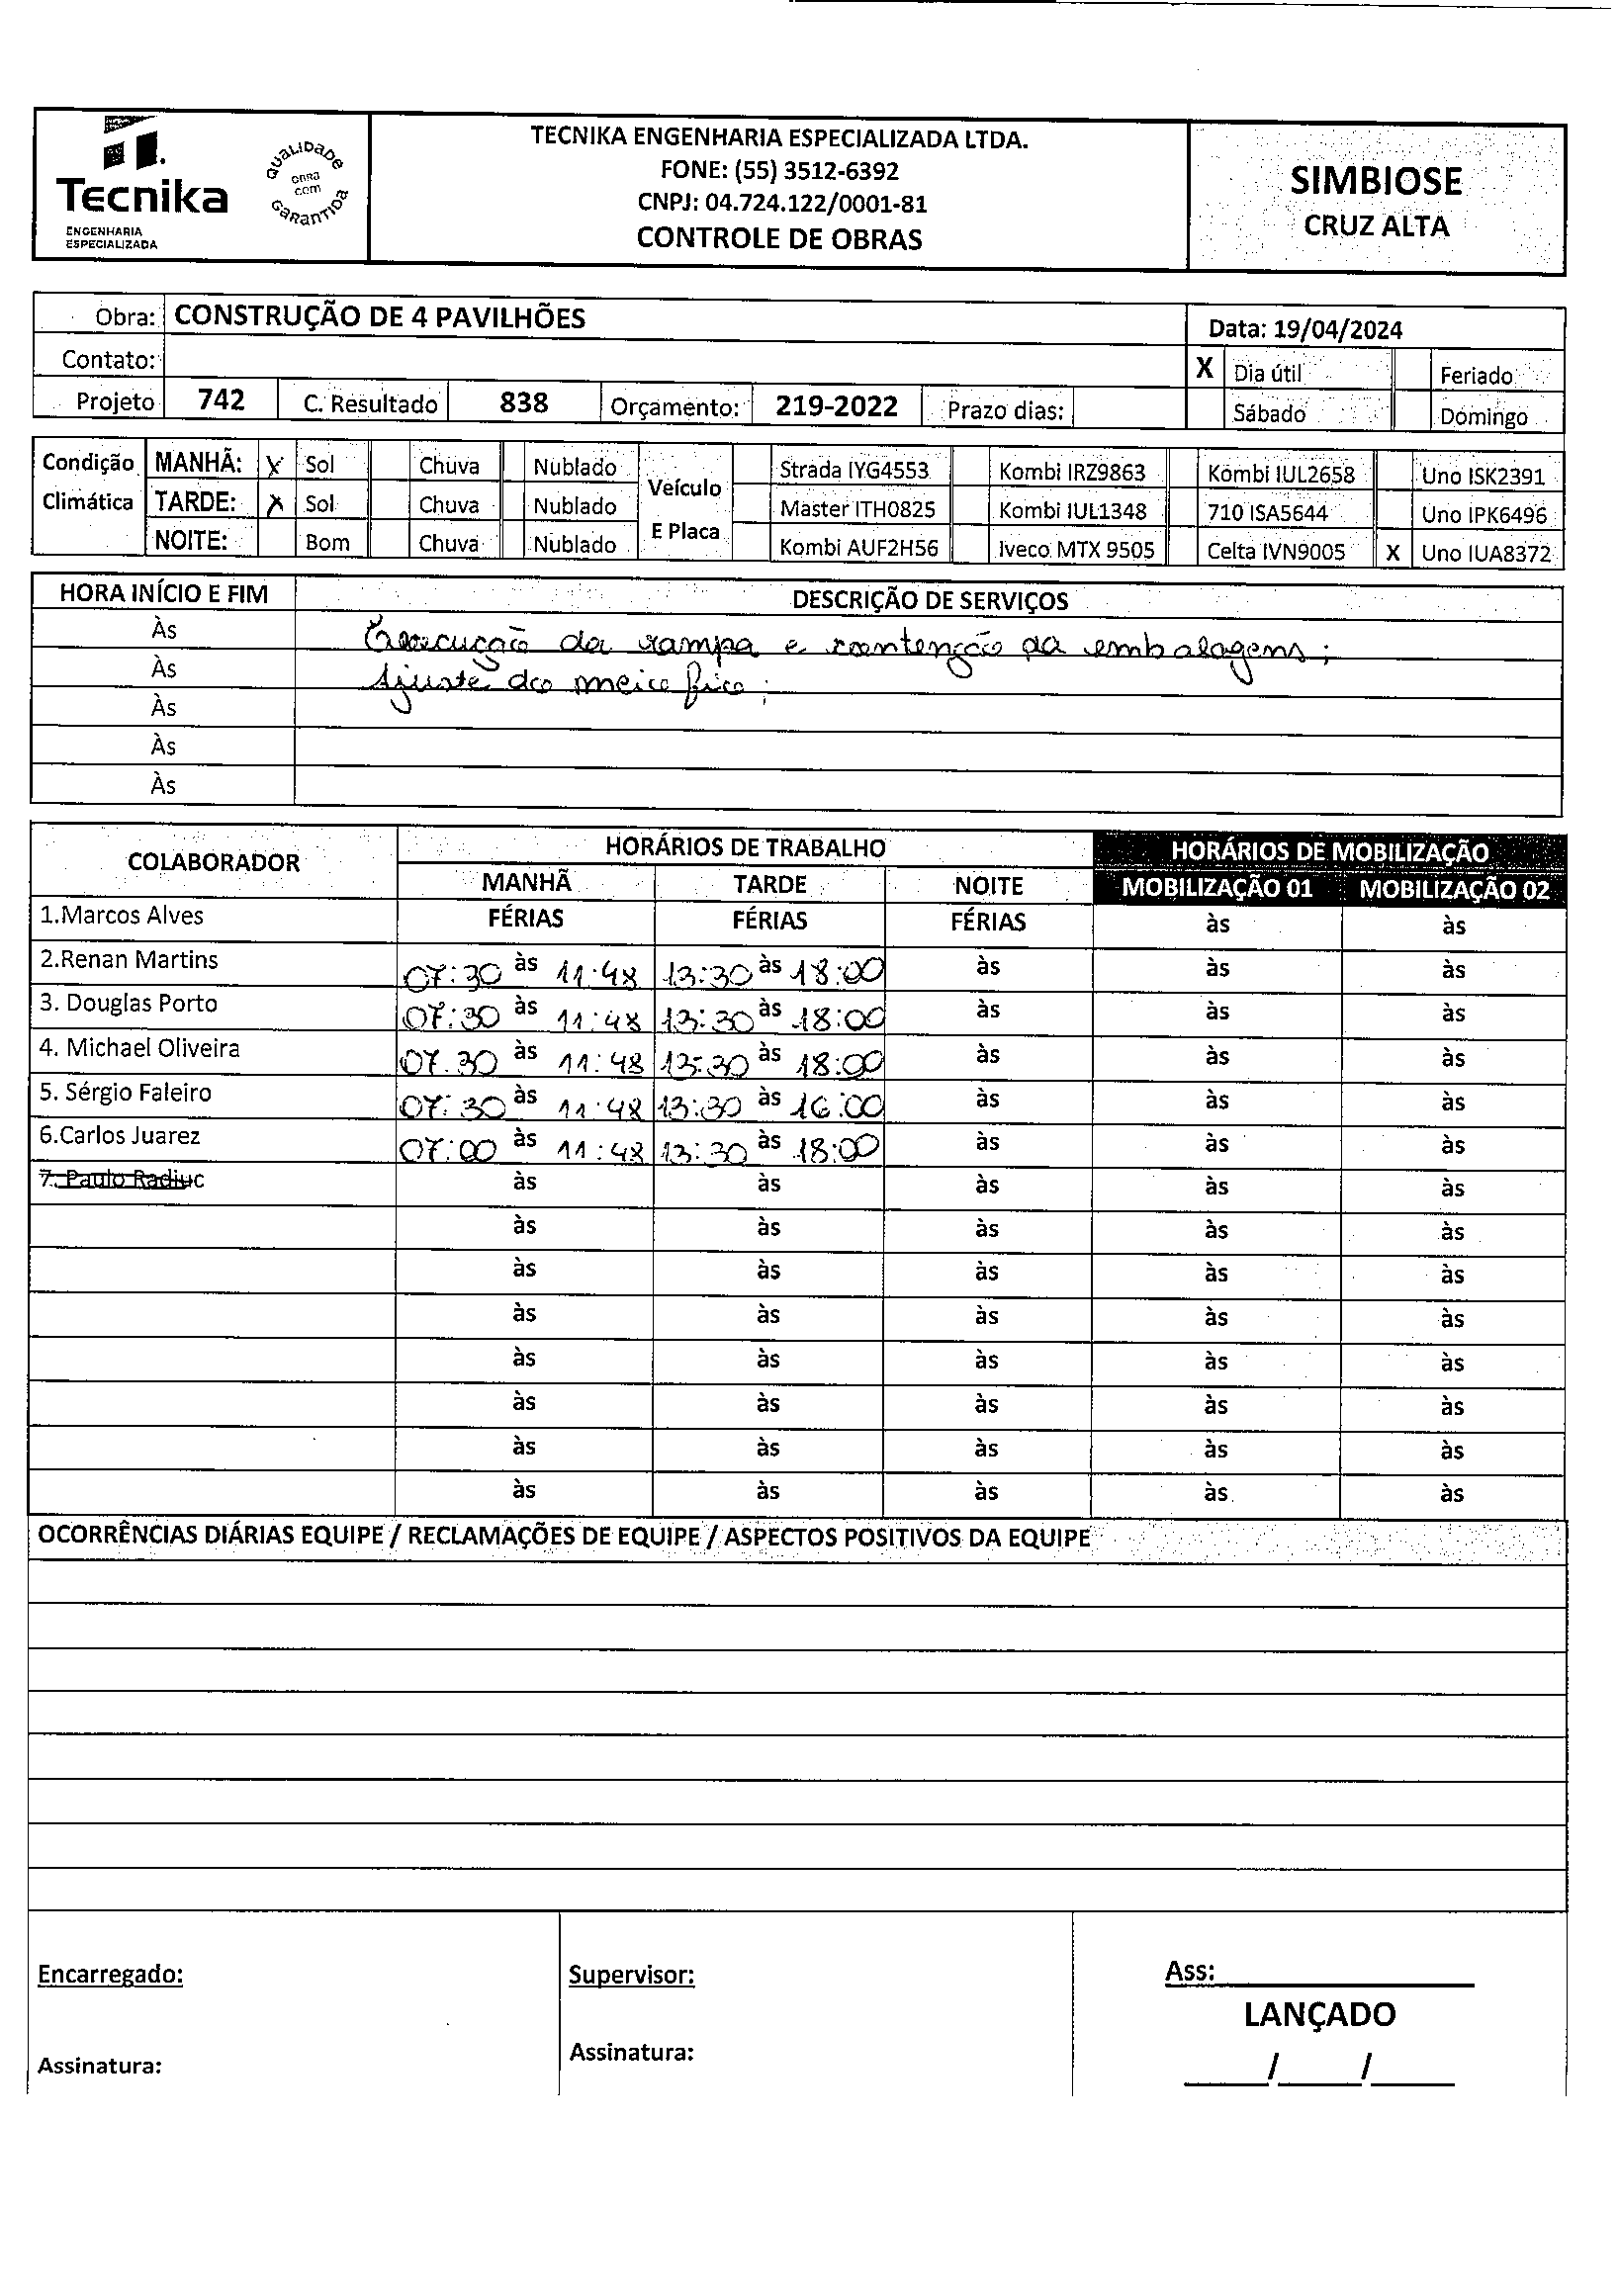 Tecnika
ENGENHARIA
ESPECIALIZADA
QUALIDADE
OBRA
COM
GARANTIDA
TECNIKA ENGENHARIA ESPECIALIZADA LTDA.
FONE: (55) 3512-6392
CNPJ: 04.724.122/0001-81
CONTROLE DE OBRAS
SIMBIOSE
CRUZ ALTA
Obra: CONSTRUÇÃO DE 4 PAVILHÕES
Data: 19/04/2024
Contato:
X Dia útil Feriado
Projeto 742 C. Resultado 838 Orçamento: 219-2022 Prazo dias:
Sábado Domingo
Condição Climática
Veículo E Placa
MANHÃ: X Sol Chuva Nublado Strada IYG4553 Kombi IRZ9863 Kombi IUL2658 Uno ISK2391
TARDE: X Sol Chuva Nublado Master ITH0825 Kombi IUL1348 710 ISA5644 Uno IPK6496
NOITE: Bom Chuva Nublado Kombi AUF2H56 Iveco MTX 9505 Celta IVN9005 X Uno IUA8372
HORA INÍCIO E FIM DESCRIÇÃO DE SERVIÇOS
Às Execução da rampa e contenção da embalagens;
Às Ajuste do meio fio;
Às
Às
Às
COLABORADOR HORÁRIOS DE TRABALHO HORÁRIOS DE MOBILIZAÇÃO
MANHÃ TARDE NOITE MOBILIZAÇÃO 01 MOBILIZAÇÃO 02
1.Marcos Alves FÉRIAS FÉRIAS FÉRIAS às às
2.Renan Martins 07:30 às 11:48 13:30 às 18:00 às às às
3. Douglas Porto 07:30 às 11:48 13:30 às 18:00 às às às
4. Michael Oliveira 07:30 às 11:48 13:30 às 18:00 às às às
5. Sérgio Faleiro 07:30 às 11:48 13:30 às 16:00 às às às
6.Carlos Juarez 07:00 às 11:48 13:30 às 18:00 às às às
7. Paulo Radiuc às às às às às
às às às às às
às às às às às
às às às às às
às às às às às
às às às às às
às às às às às
às às às às às
OCORRÊNCIAS DIÁRIAS EQUIPE / RECLAMAÇÕES DE EQUIPE / ASPECTOS POSITIVOS DA EQUIPE
Encarregado: Supervisor: Ass:
LANÇADO
Assinatura: Assinatura: / /